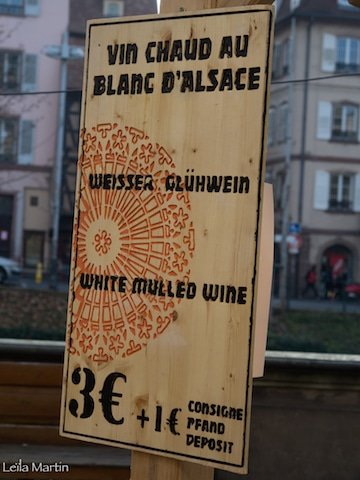 VIN CHAUD AU
BLANC D'ALSACE
WEISSER GLÜHWEIN
WHITE MULLED WINE
3€ +1€ CONSIGNE
PFAND
DEPOSIT
Leila Martin